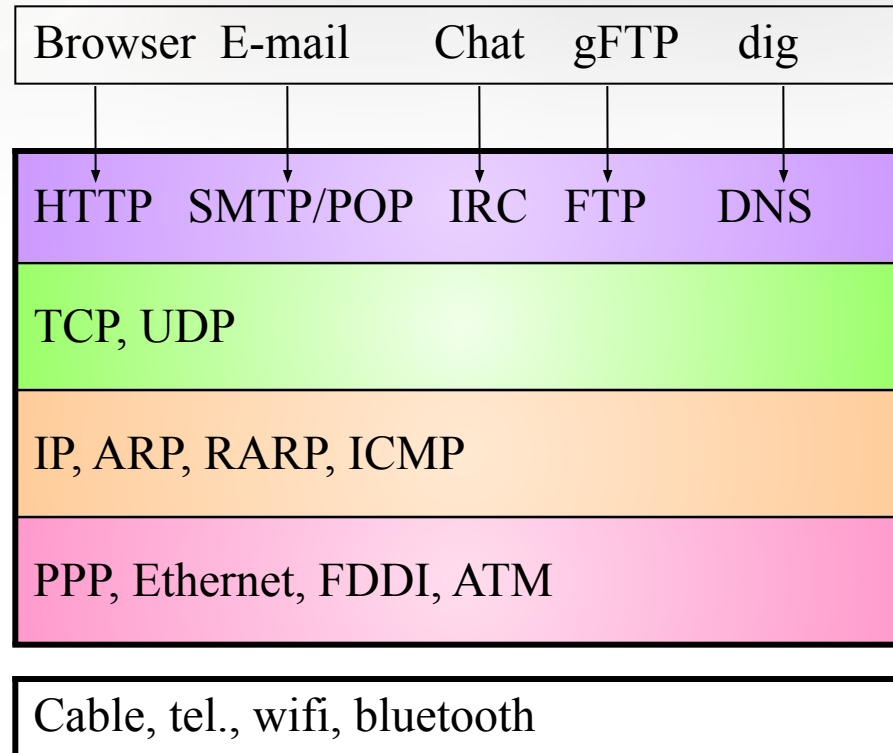 Browser E-mail Chat gFTP dig
HTTP SMTP/POP IRC FTP DNS
TCP, UDP
IP, ARP, RARP, ICMP
PPP, Ethernet, FDDI, ATM
Cable, tel., wifi, bluetooth